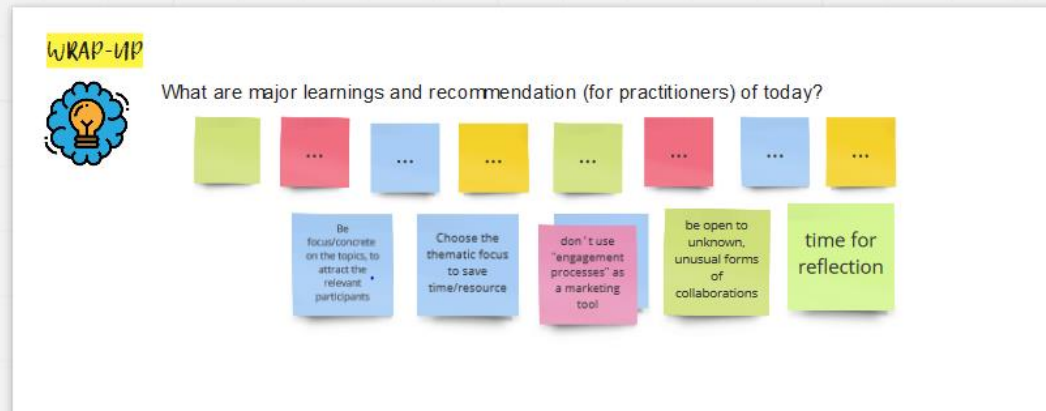 WRAP-UP
What are major learnings and recommendation (for practitioners) of today?
...
...
...
...
...
...
...
Be
focus/concrete
on the topics, to
attract the
relevant
participants
Choose the
thematic focus
to save
time/resource
don't use
"engagement
processes" as
a marketing
tool
be open to
unknown,
unusual forms
of
collaborations
time for
reflection